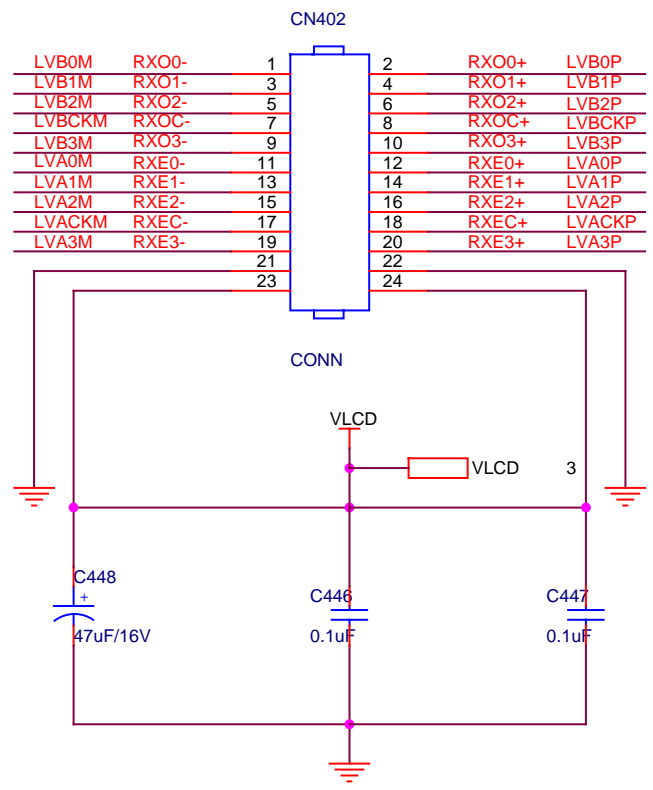 CN402
LVB0M RXO0- 1 2 RXO0+ LVB0P
LVB1M RXO1- 3 4 RXO1+ LVB1P
LVB2M RXO2- 5 6 RXO2+ LVB2P
LVBCKM RXOC- 7 8 RXOC+ LVBCKP
LVB3M RXO3- 9 10 RXO3+ LVB3P
LVA0M RXE0- 11 12 RXE0+ LVA0P
LVA1M RXE1- 13 14 RXE1+ LVA1P
LVA2M RXE2- 15 16 RXE2+ LVA2P
LVACKM RXEC- 17 18 RXEC+ LVACKP
LVA3M RXE3- 19 20 RXE3+ LVA3P
21 22
23 24
CONN
VLCD
VLCD 3
C448 C446 C447
+
47uF/16V 0.1uF 0.1uF